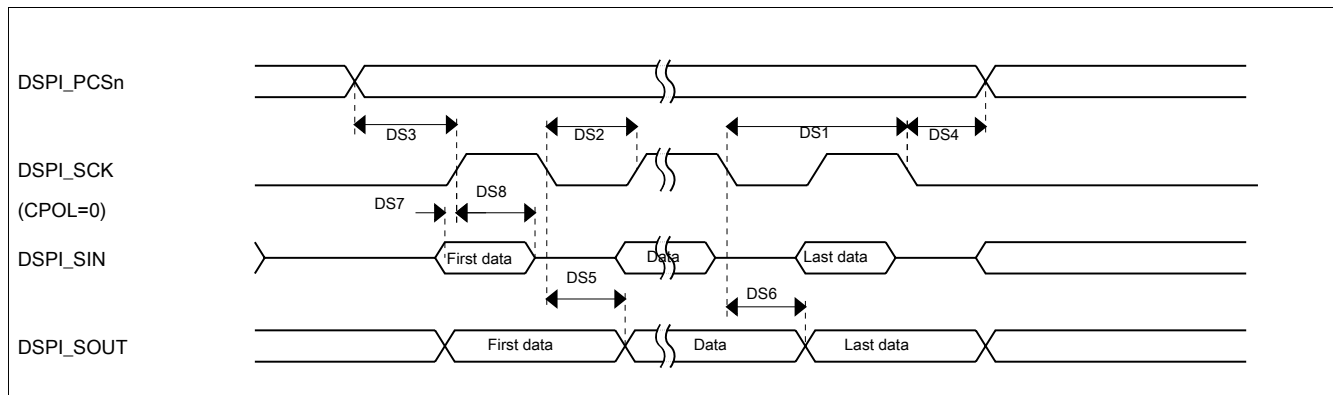 DSPI_PCSn
DS3
DS2
DS1
DS4
DSPI_SCK
(CPOL=0)
DS7
DS8
DSPI_SIN
First data
Data
Last data
DS5
DS6
DSPI_SOUT
First data
Data
Last data